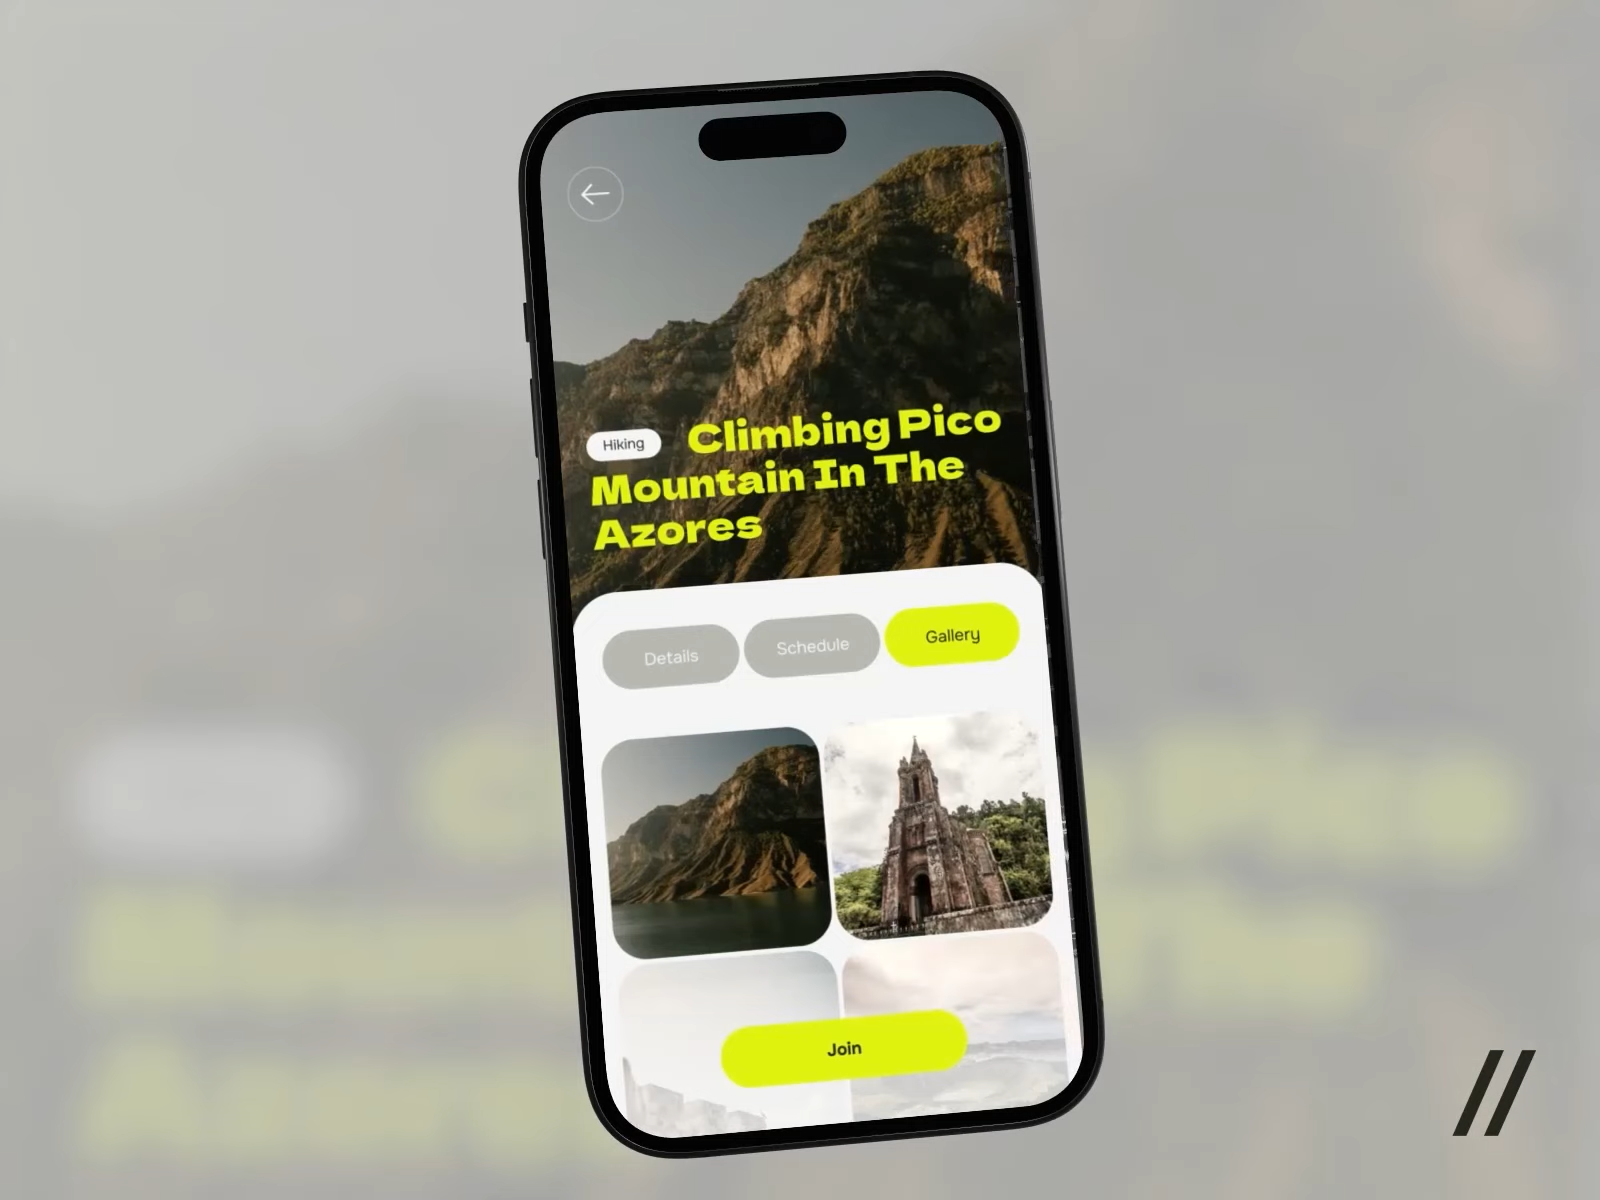 Hiking Climbing Pico
Mountain In The
Azores
Details Schedule Gallery
Join